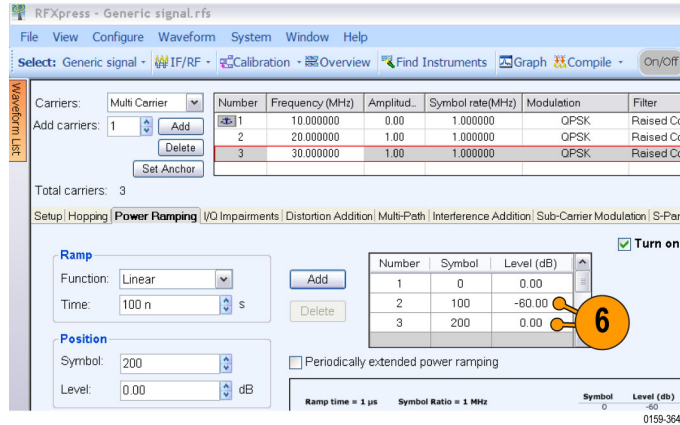 RFXpress - Generic signal.rfs
File View Configure Waveform System Window Help
Select: Generic signal - IF/RF - Calibration - Overview Find Instruments Graph Compile - On/Off
Waveform List
Carriers: Multi Carrier
Add carriers: 1 Add
Delete
Set Anchor
Total carriers: 3
Number Frequency (MHz) Amplitud.. Symbol rate(MHz) Modulation Filter
1 10.000000 0.00 1.000000 QPSK Raised Co
2 20.000000 1.00 1.000000 QPSK Raised Co
3 30.000000 1.00 1.000000 QPSK Raised Co
Setup Hopping Power Ramping I/Q Impairments Distortion Addition Multi-Path Interference Addition Sub-Carrier Modulation S-Par
Turn on
Ramp
Function: Linear
Time: 100 n s
Position
Symbol: 200
Level: 0.00 dB
Add
Delete
Number Symbol Level (dB)
1 0 0.00
2 100 -60.00
3 200 0.00
6
Periodically extended power ramping
Ramp time = 1 µs Symbol Ratio = 1 MHz
Symbol Level (db)
0 -60
0159-364